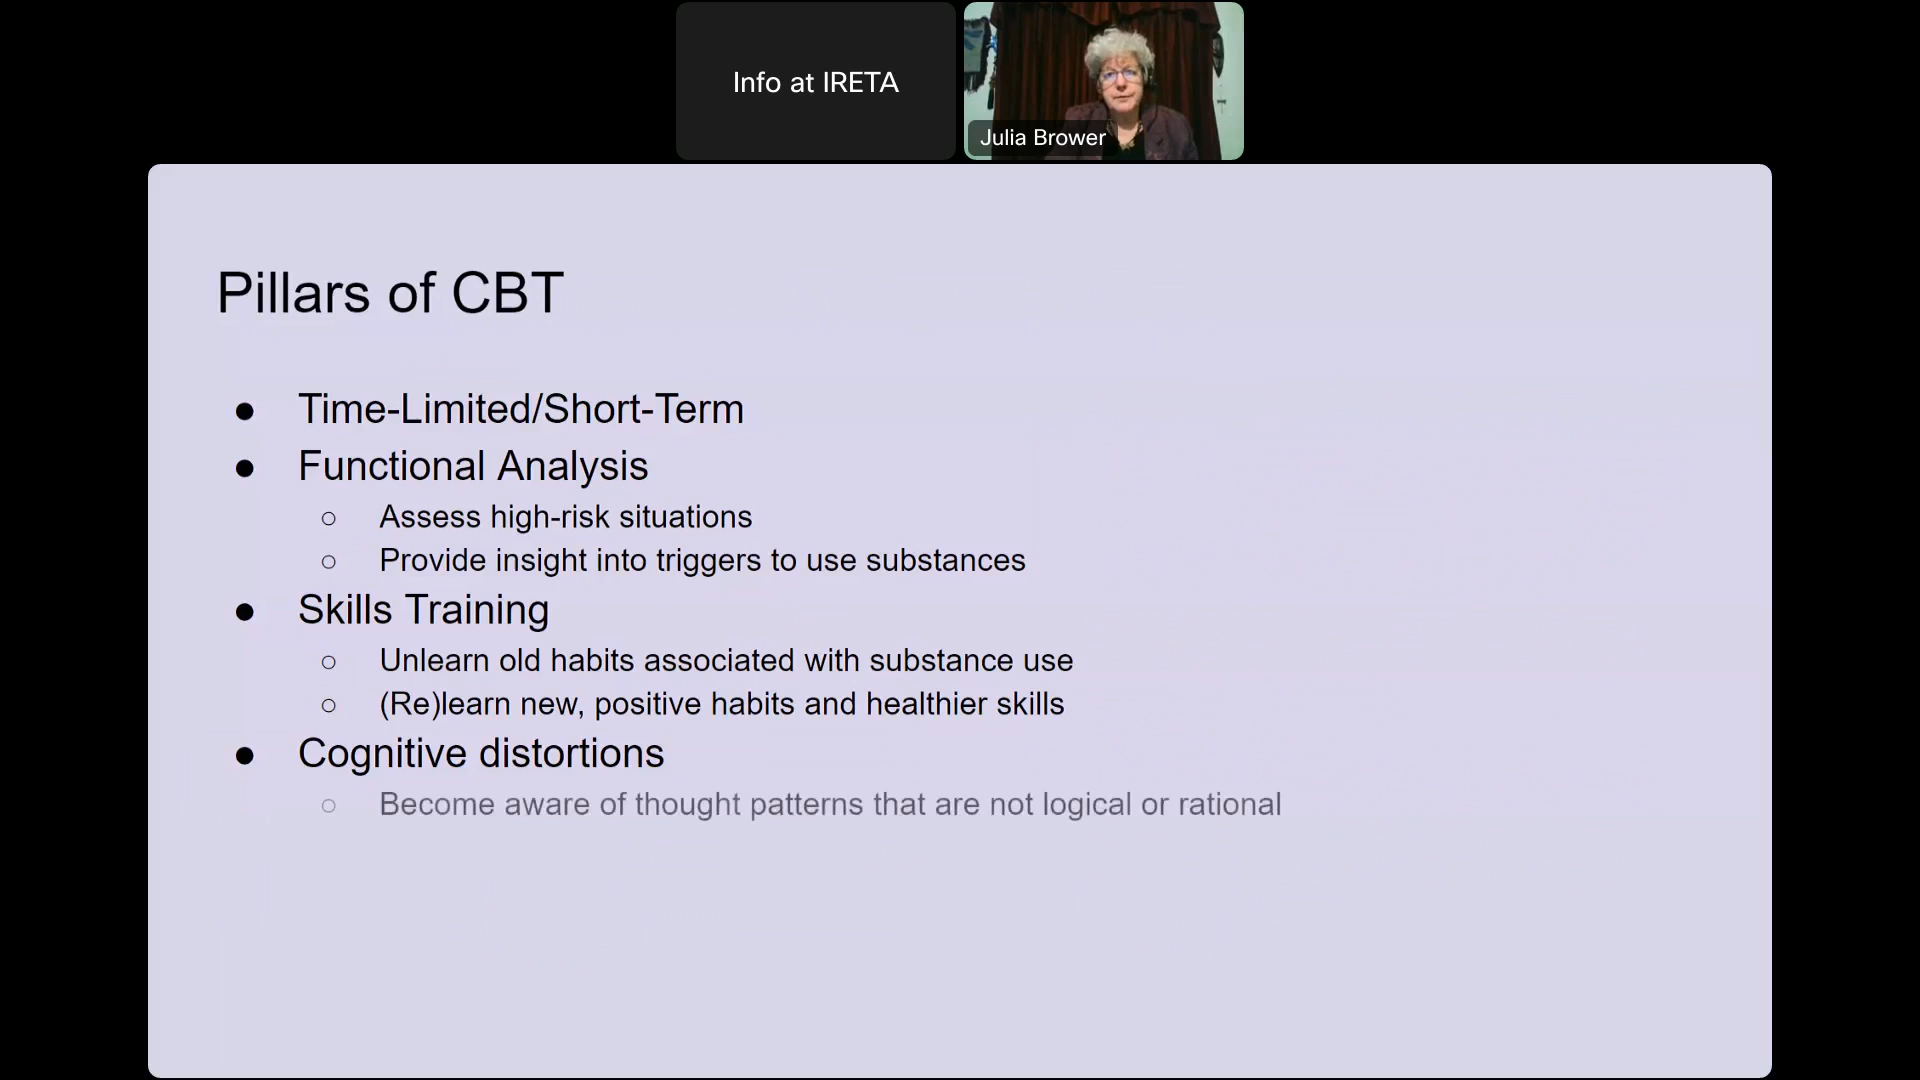 Info at IRETA
Julia Brower
Pillars of CBT
● Time-Limited/Short-Term
● Functional Analysis
○ Assess high-risk situations
○ Provide insight into triggers to use substances
● Skills Training
○ Unlearn old habits associated with substance use
○ (Re)learn new, positive habits and healthier skills
● Cognitive distortions
○ Become aware of thought patterns that are not logical or rational